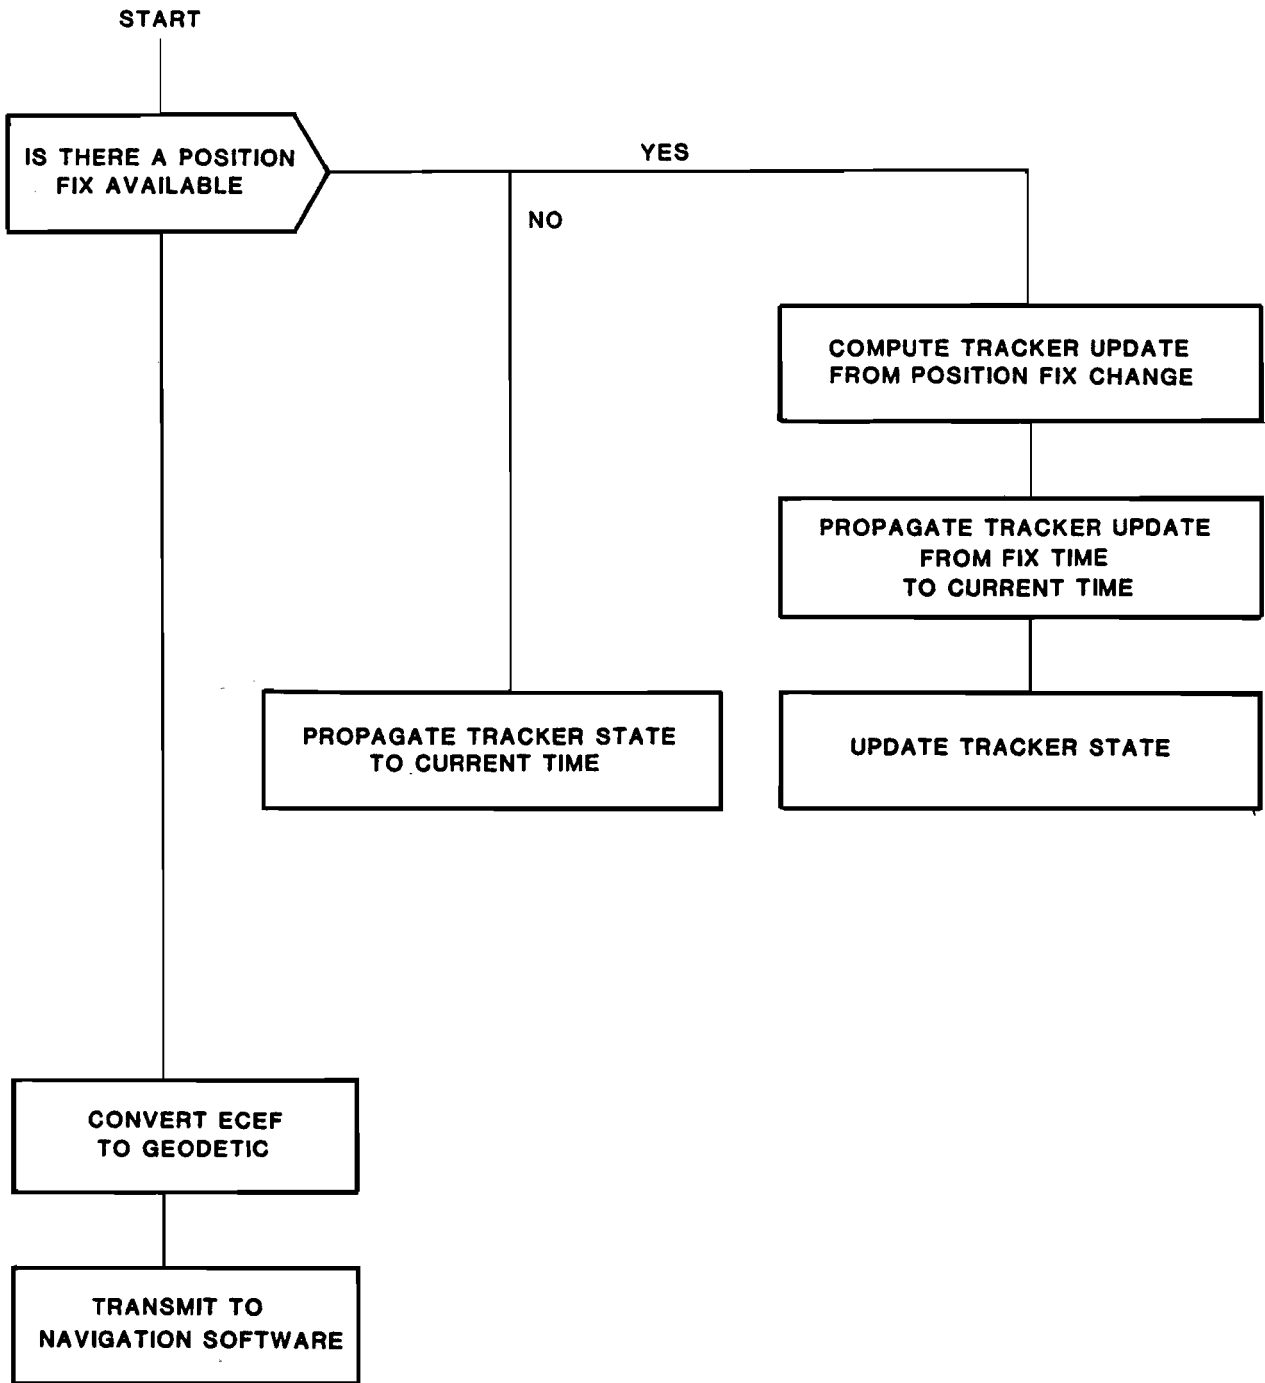 START
IS THERE A POSITION
FIX AVAILABLE
YES
NO
COMPUTE TRACKER UPDATE
FROM POSITION FIX CHANGE
PROPAGATE TRACKER UPDATE
FROM FIX TIME
TO CURRENT TIME
PROPAGATE TRACKER STATE
TO CURRENT TIME
UPDATE TRACKER STATE
CONVERT ECEF
TO GEODETIC
TRANSMIT TO
NAVIGATION SOFTWARE